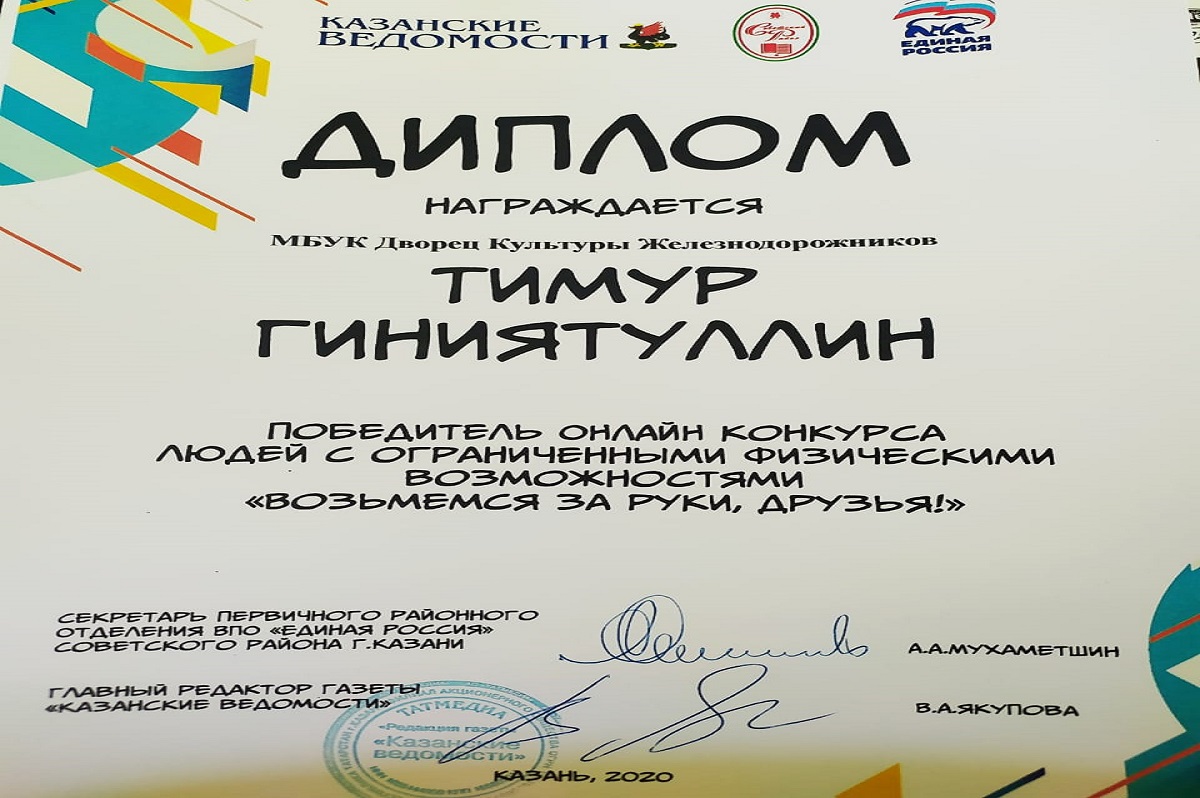 КАЗАНСКИЕ
ВЕДОМОСТИ
ЕДИНАЯ
РОССИЯ
ДИПЛОМ
НАГРАЖДАЕТСЯ
МБУК Дворец Культуры Железнодорожников
ТИМУР
ГИНИЯТУЛЛИН
ПОБЕДИТЕЛЬ ОНЛАЙН КОНКУРСА
ЛЮДЕЙ С ОГРАНИЧЕННЫМИ ФИЗИЧЕСКИМИ
ВОЗМОЖНОСТЯМИ
«ВОЗЬМЕМСЯ ЗА РУКИ, ДРУЗЬЯ!»
СЕКРЕТАРЬ ПЕРВИЧНОГО РАЙОННОГО
ОТДЕЛЕНИЯ ВПО «ЕДИНАЯ РОССИЯ»
СОВЕТСКОГО РАЙОНА Г.КАЗАНИ
А.А.МУХАМЕТШИН
ГЛАВНЫЙ РЕДАКТОР ГАЗЕТЫ
«КАЗАНСКИЕ ВЕДОМОСТИ»
В.А.ЯКУПОВА
ТАТМЕДИА
«Редакция газеты
«Казанские
ведомости»
КАЗАНЬ, 2020